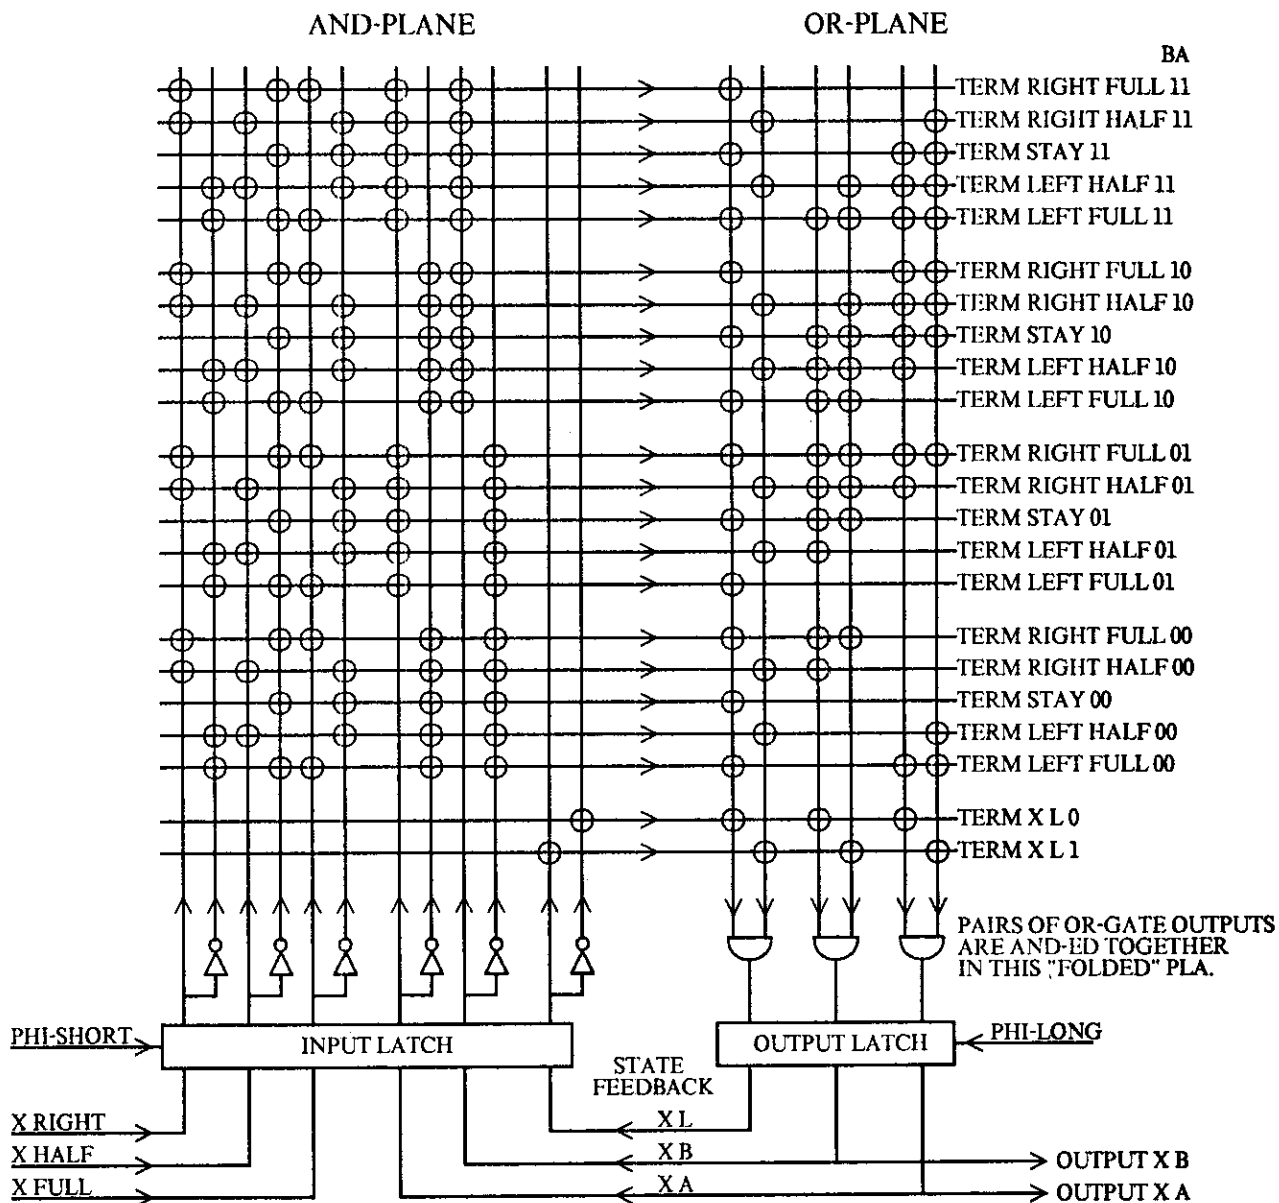 AND-PLANE
OR-PLANE
BA
TERM RIGHT FULL 11
TERM RIGHT HALF 11
TERM STAY 11
TERM LEFT HALF 11
TERM LEFT FULL 11
TERM RIGHT FULL 10
TERM RIGHT HALF 10
TERM STAY 10
TERM LEFT HALF 10
TERM LEFT FULL 10
TERM RIGHT FULL 01
TERM RIGHT HALF 01
TERM STAY 01
TERM LEFT HALF 01
TERM LEFT FULL 01
TERM RIGHT FULL 00
TERM RIGHT HALF 00
TERM STAY 00
TERM LEFT HALF 00
TERM LEFT FULL 00
TERM X L 0
TERM X L 1
PAIRS OF OR-GATE OUTPUTS
ARE AND-ED TOGETHER
IN THIS "FOLDED" PLA.
PHI-SHORT
INPUT LATCH
OUTPUT LATCH
PHI-LONG
STATE
FEEDBACK
X RIGHT
X L
X HALF
X B
OUTPUT X B
X FULL
X A
OUTPUT X A